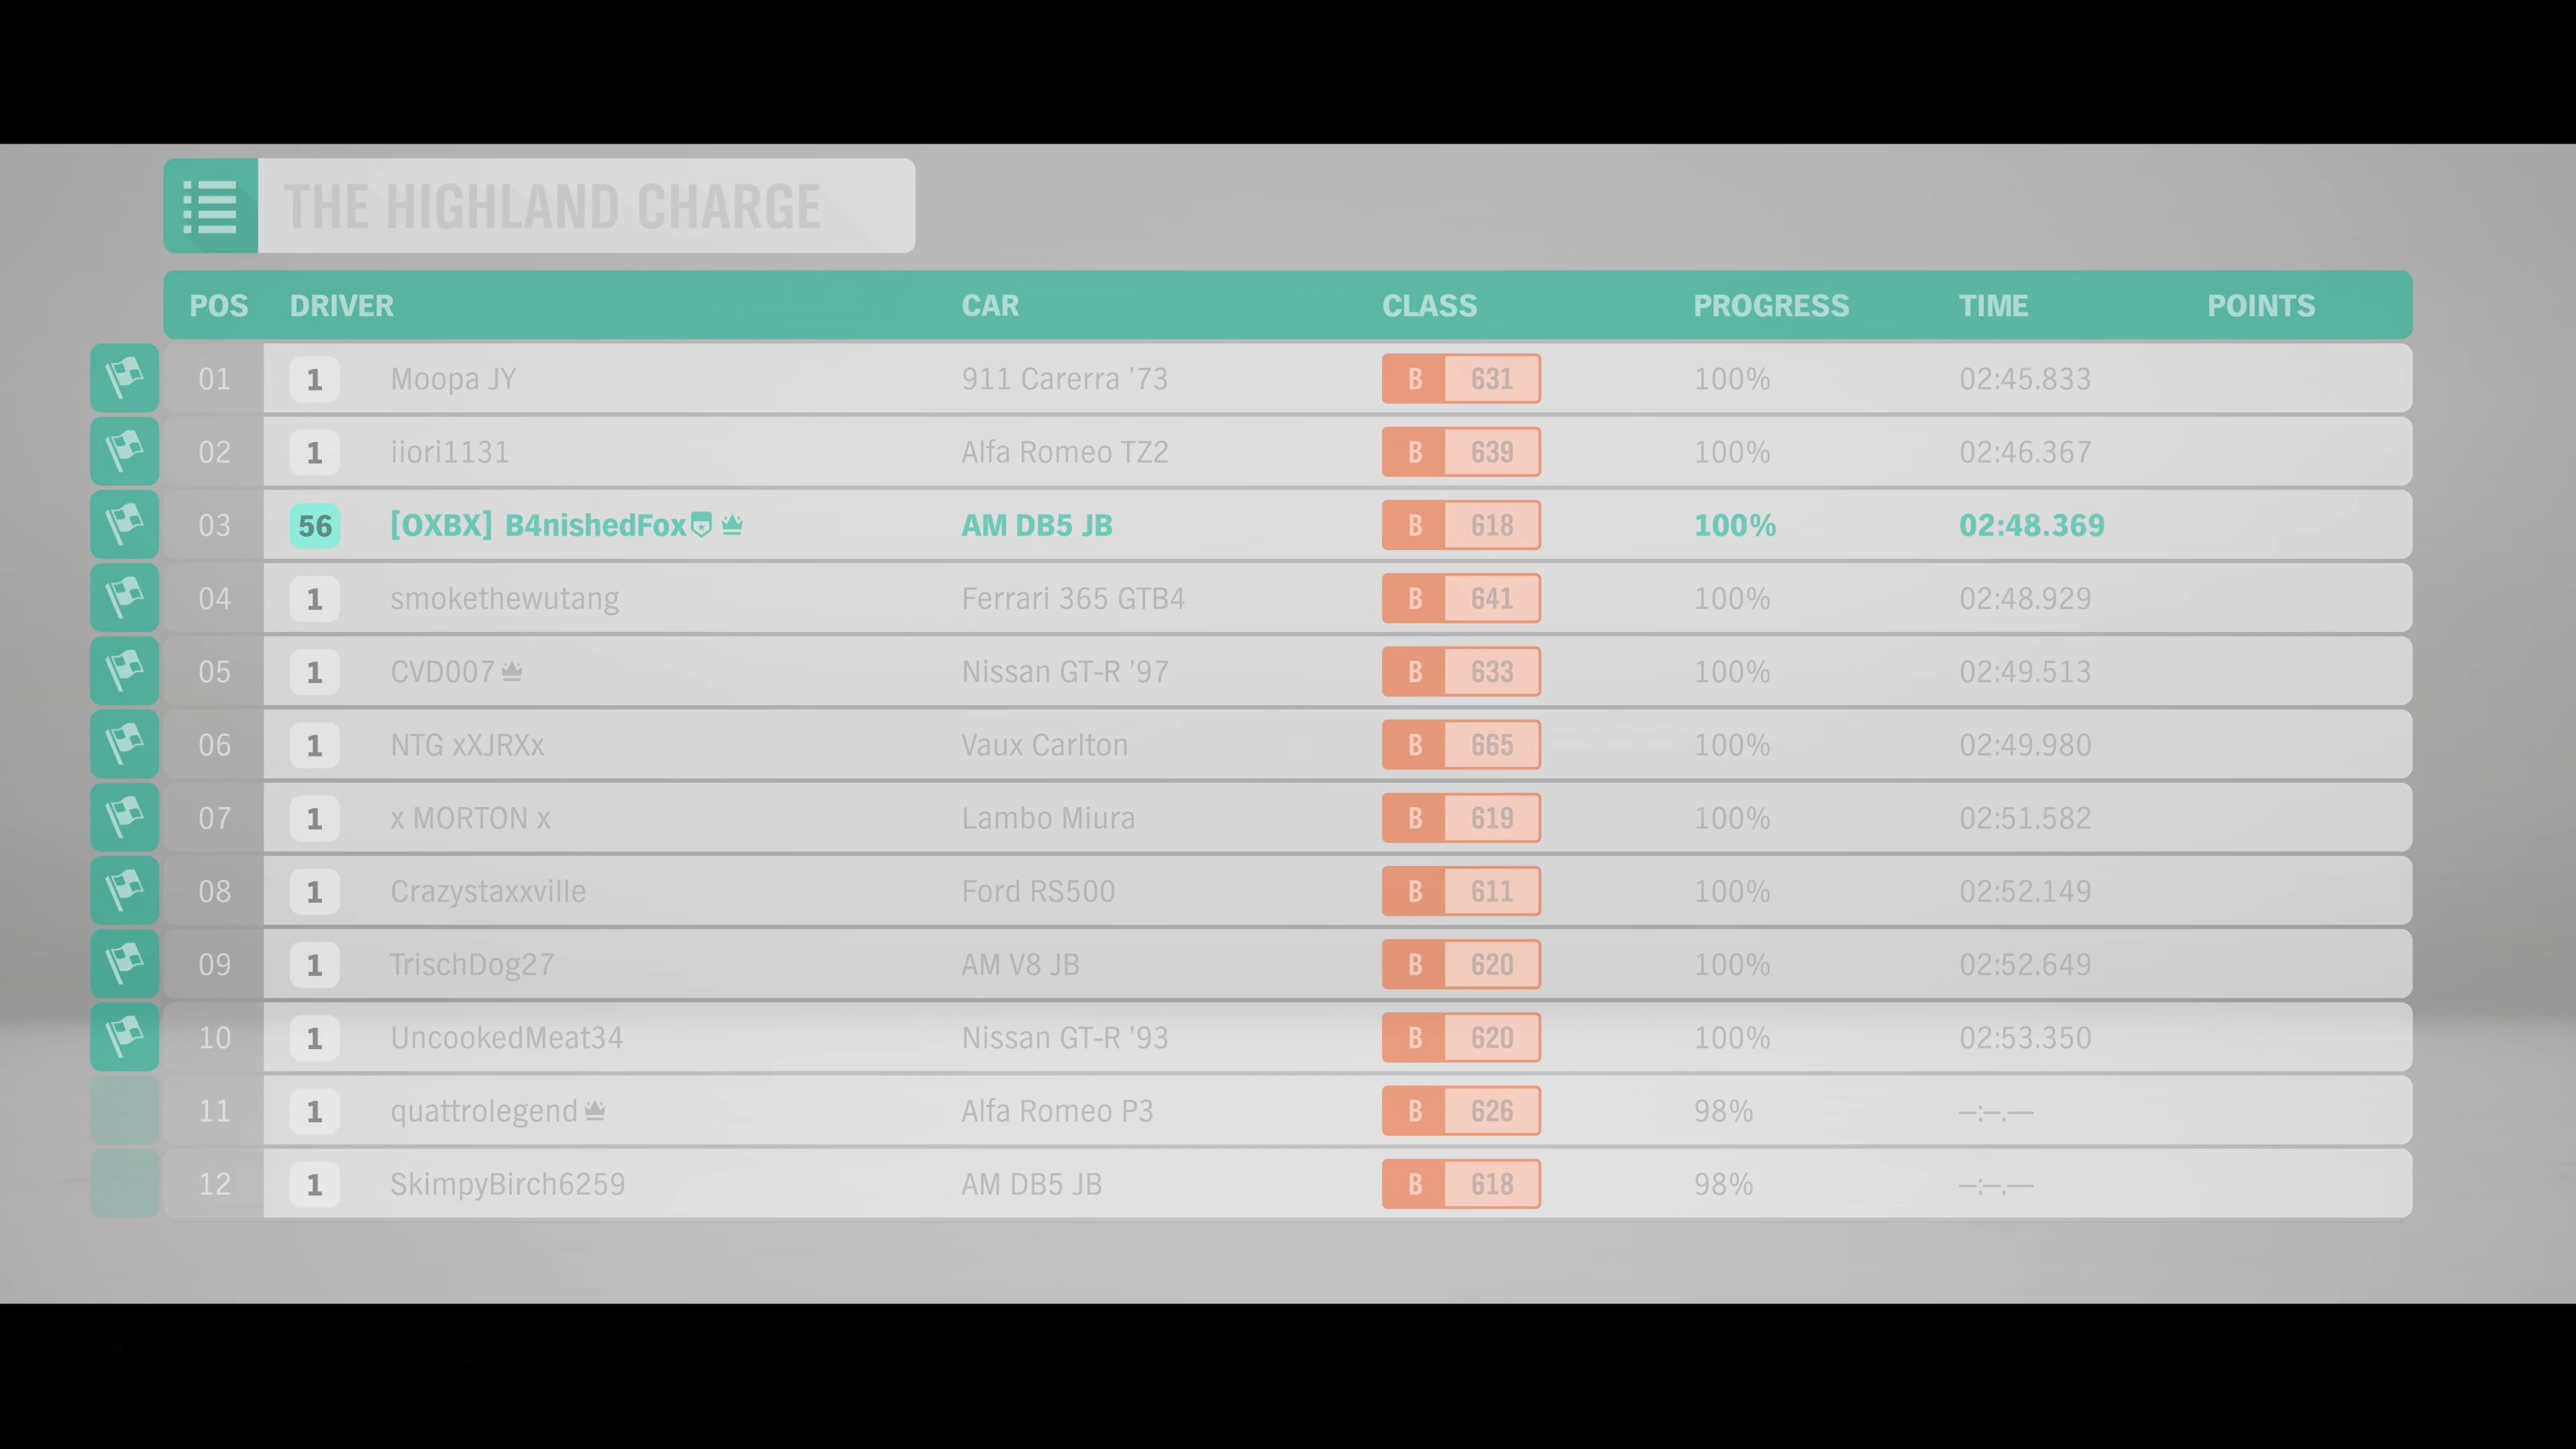 THE HIGHLAND CHARGE
POS DRIVER CAR CLASS PROGRESS TIME POINTS
01 1 Moopa JY 911 Carerra '73 B 631 100% 02:45.833
02 1 iiori1131 Alfa Romeo TZ2 B 639 100% 02:46.367
03 56 [OXBX] B4nishedFox AM DB5 JB B 618 100% 02:48.369
04 1 smokethewutang Ferrari 365 GTB4 B 641 100% 02:48.929
05 1 CVD007 Nissan GT-R '97 B 633 100% 02:49.513
06 1 NTG xXJRXx Vaux Carlton B 665 100% 02:49.980
07 1 x MORTON x Lambo Miura B 619 100% 02:51.582
08 1 Crazystaxxville Ford RS500 B 611 100% 02:52.149
09 1 TrischDog27 AM V8 JB B 620 100% 02:52.649
10 1 UncookedMeat34 Nissan GT-R '93 B 620 100% 02:53.350
11 1 quattrolegend Alfa Romeo P3 B 626 98% –:–.—
12 1 SkimpyBirch6259 AM DB5 JB B 618 98% –:–.—